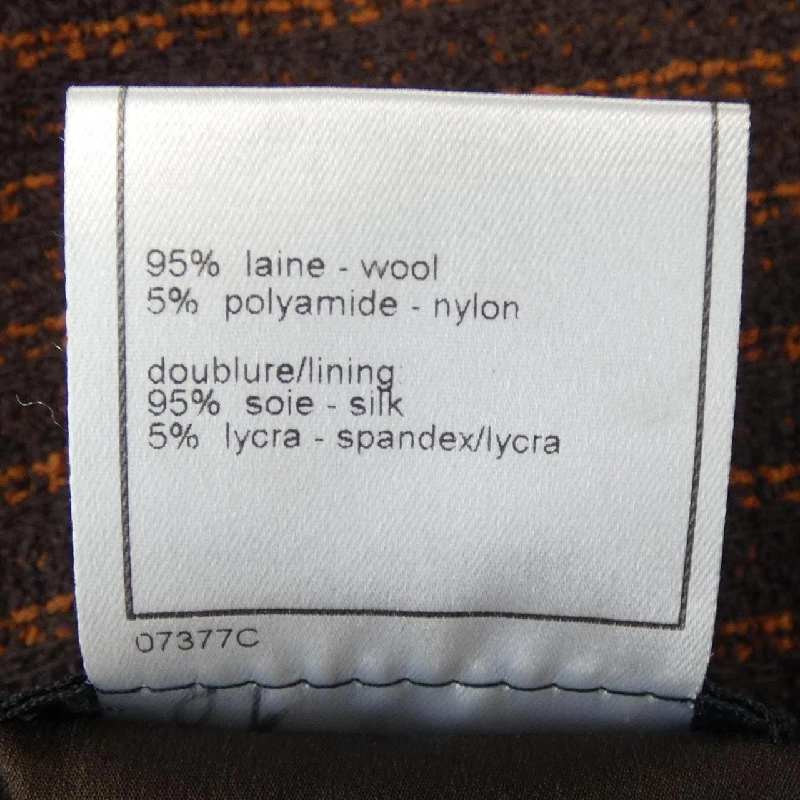 95% laine - wool
5% polyamide - nylon
doublure/lining
95% soie - silk
5% lycra - spandex/lycra
07377C